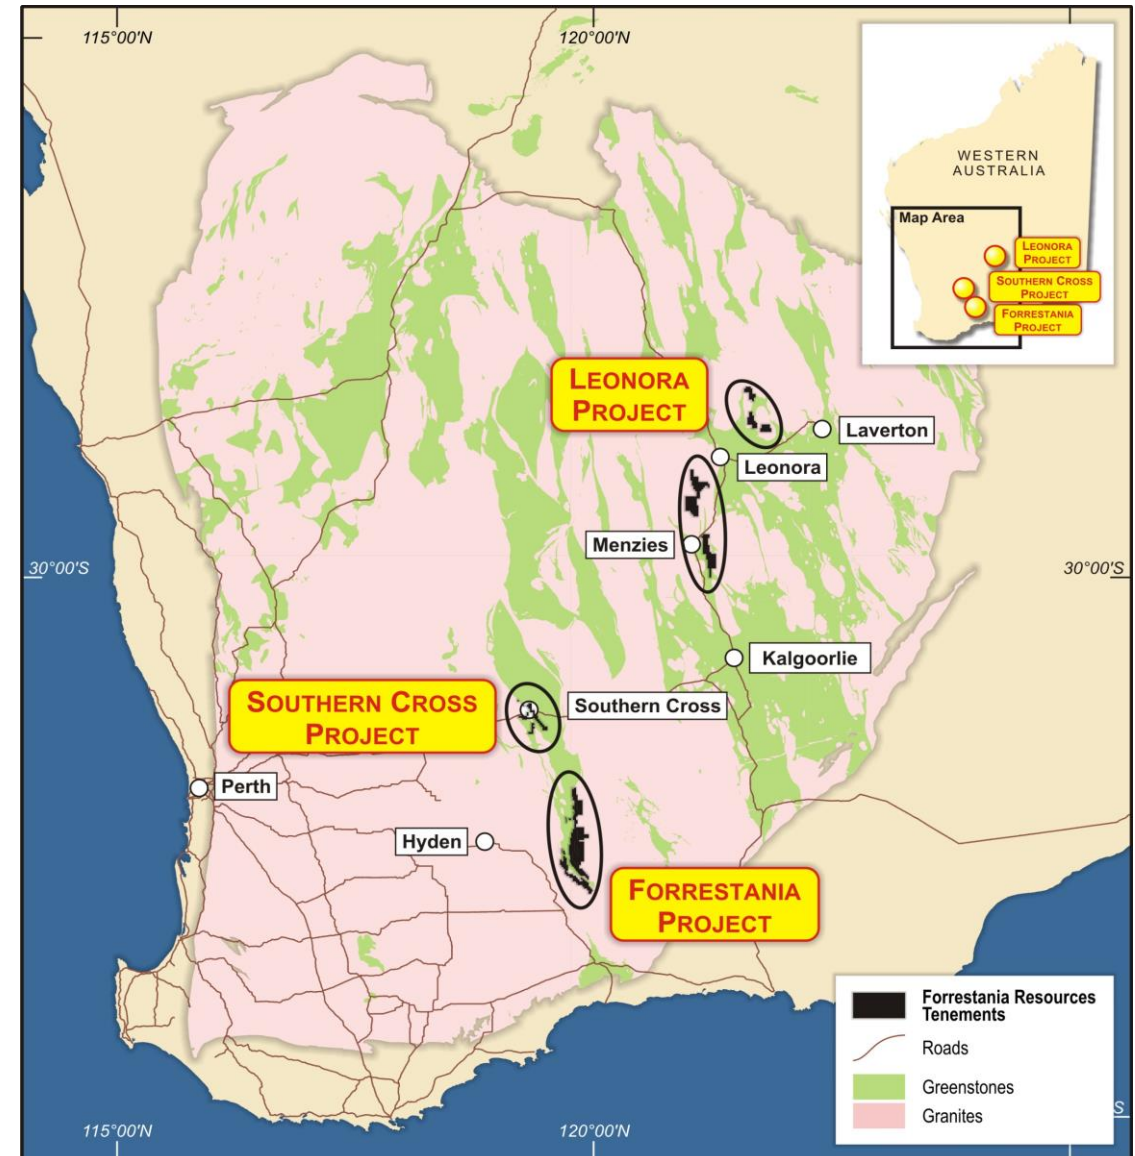 115°00'N
120°00'N
WESTERN
AUSTRALIA
Map Area
LEONORA
PROJECT
SOUTHERN CROSS
PROJECT
FORRESTANIA
PROJECT
LEONORA
PROJECT
Laverton
Leonora
Menzies
30°00'S
30°00'S
Kalgoorlie
SOUTHERN CROSS
PROJECT
Southern Cross
Perth
Hyden
FORRESTANIA
PROJECT
Forrestania Resources
Tenements
Roads
Greenstones
Granites
S
115°00'N
120°00'N